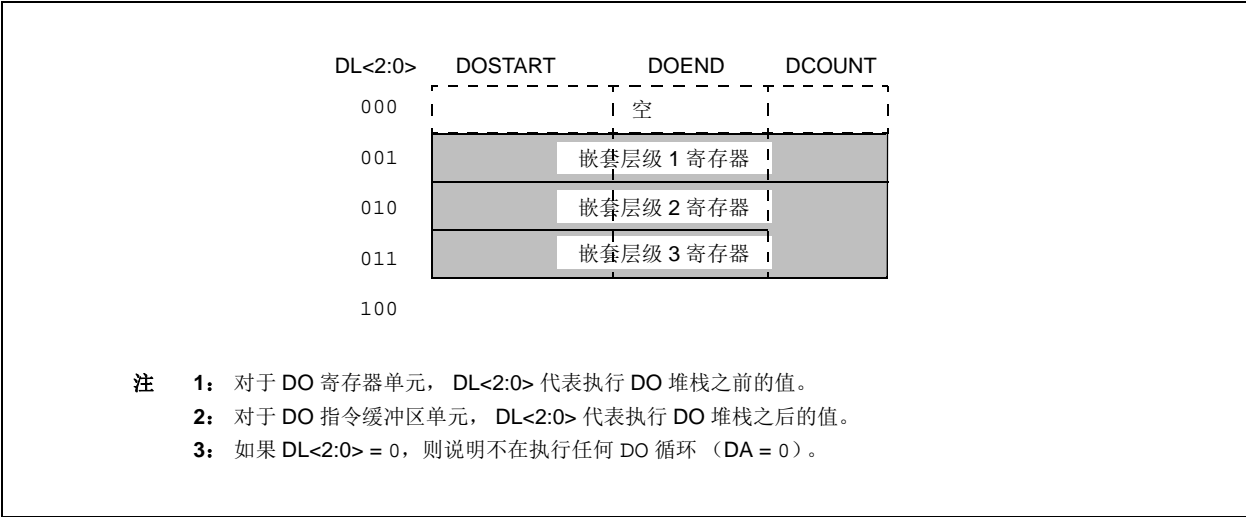 DL<2:0> DOSTART DOEND DCOUNT
000 空
001 嵌套层级 1 寄存器
010 嵌套层级 2 寄存器
011 嵌套层级 3 寄存器
100
注 1： 对于 DO 寄存器单元， DL<2:0> 代表执行 DO 堆栈之前的值。
2： 对于 DO 指令缓冲区单元， DL<2:0> 代表执行 DO 堆栈之后的值。
3： 如果 DL<2:0> = 0，则说明不在执行任何 DO 循环 （DA = 0）。